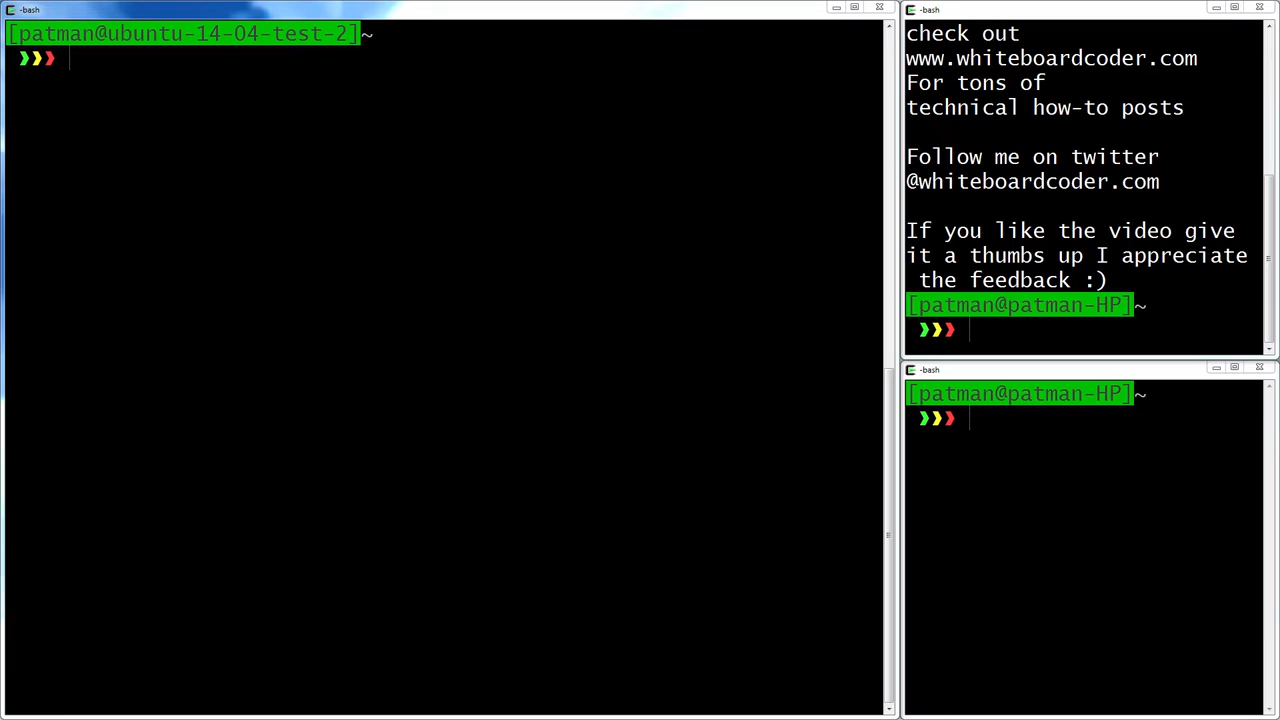 -bash
[patman@ubuntu-14-04-test-2]~
❯❯❯
-bash
check out
www.whiteboardcoder.com
For tons of
technical how-to posts
Follow me on twitter
@whiteboardcoder.com
If you like the video give
it a thumbs up I appreciate
the feedback :)
[patman@patman-HP]~
❯❯❯
-bash
[patman@patman-HP]~
❯❯❯